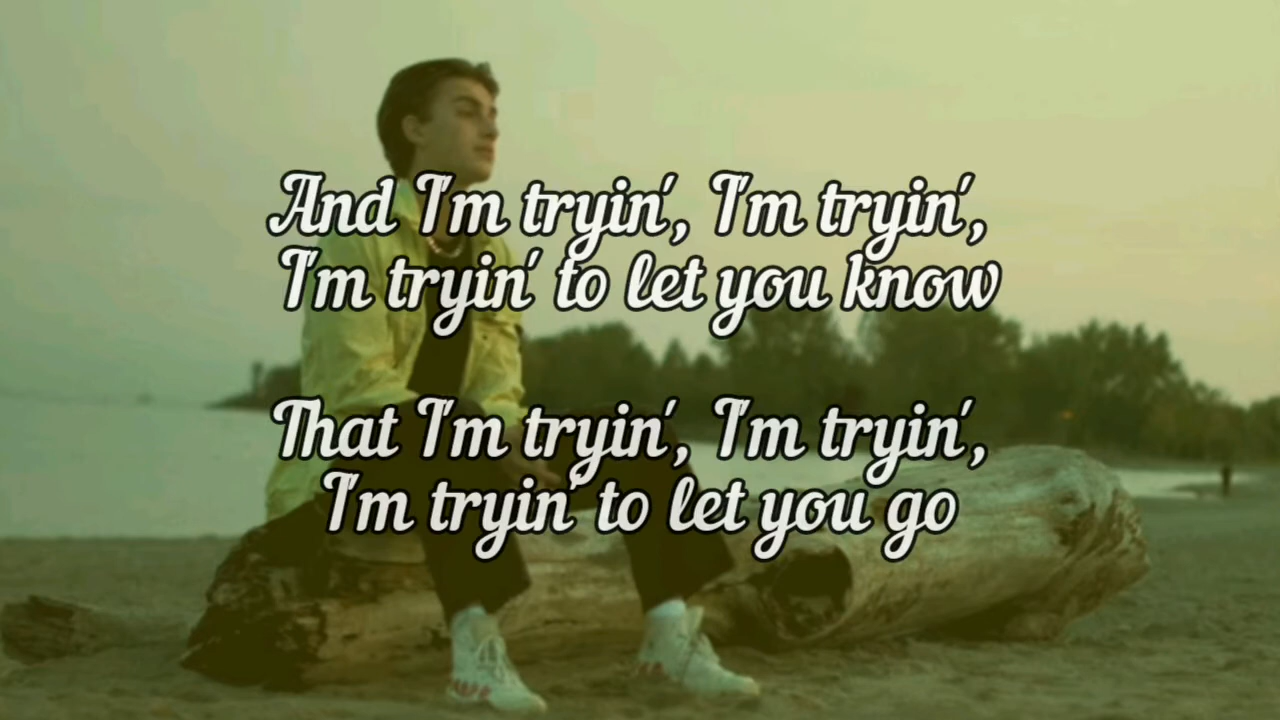 And I'm tryin', I'm tryin',
I'm tryin' to let you know
That I'm tryin', I'm tryin',
I'm tryin' to let you go